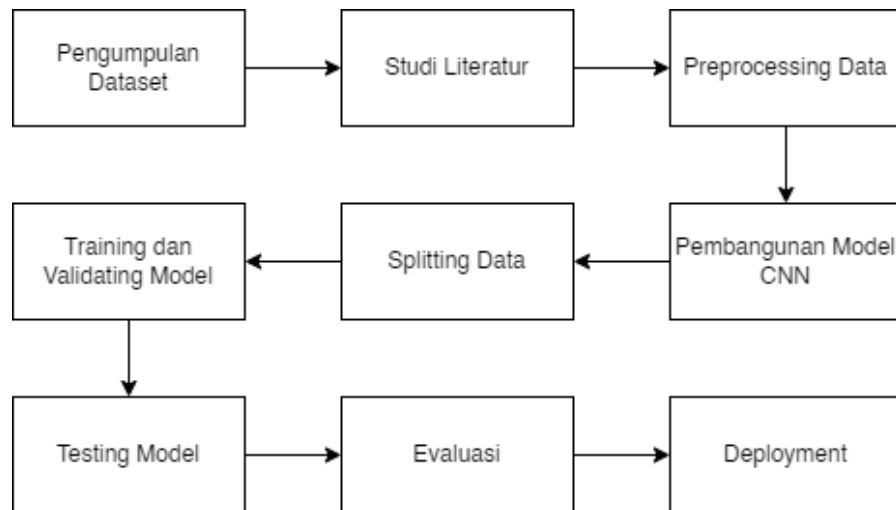 Pengumpulan
Dataset
Studi Literatur
Preprocessing Data
Pembangunan Model
CNN
Splitting Data
Training dan
Validating Model
Testing Model
Evaluasi
Deployment